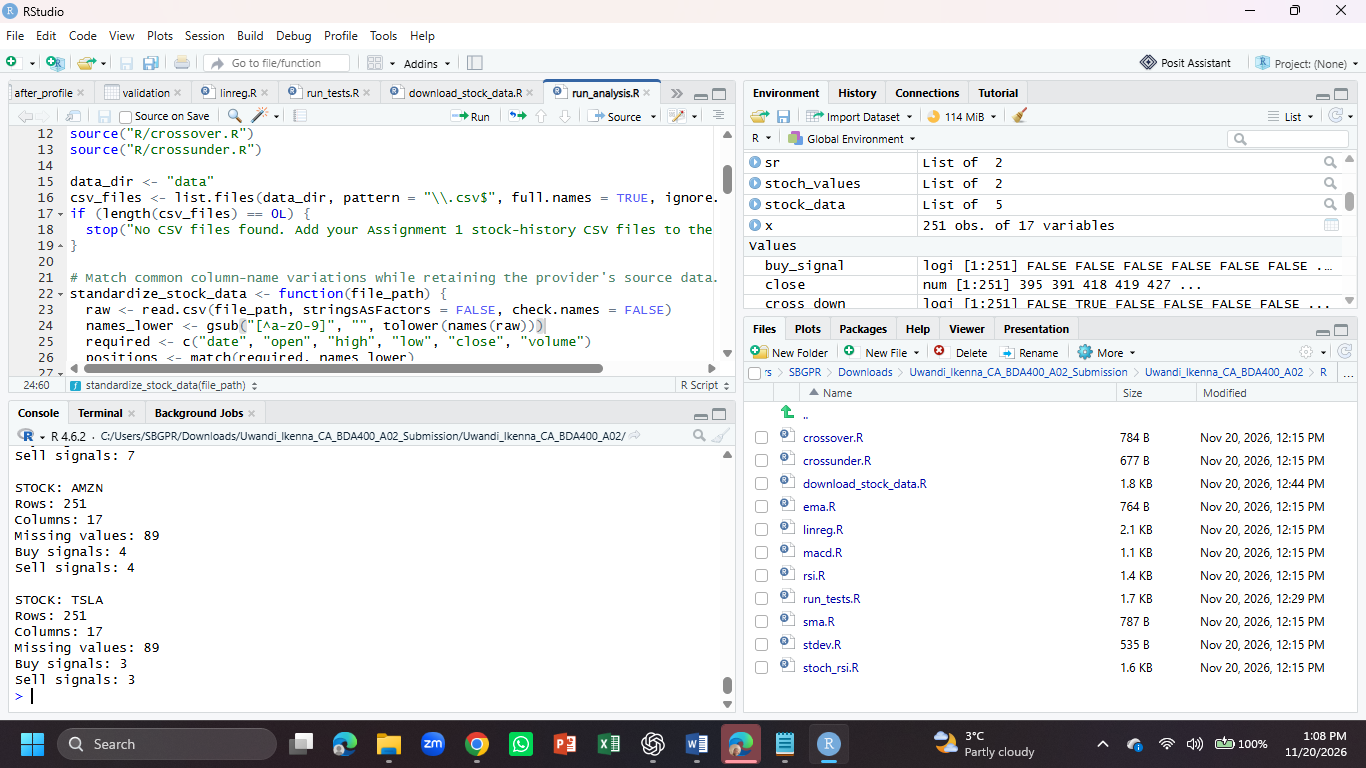 RStudio
File Edit Code View Plots Session Build Debug Profile Tools Help
Go to file/function Addins Posit Assistant Project: (None)
after_profile validation linreg.R run_tests.R download_stock_data.R run_analysis.R
Source on Save Run Source
12 source("R/crossover.R")
13 source("R/crossunder.R")
14
15 data_dir <- "data"
16 csv_files <- list.files(data_dir, pattern = "\\.csv$", full.names = TRUE, ignore.
17 if (length(csv_files) == 0L) {
18 stop("No CSV files found. Add your Assignment 1 stock-history CSV files to the
19 }
20
21 # Match common column-name variations while retaining the provider's source data.
22 standardize_stock_data <- function(file_path) {
23 raw <- read.csv(file_path, stringsAsFactors = FALSE, check.names = FALSE)
24 names_lower <- gsub("[^a-z0-9]", "", tolower(names(raw)))
25 required <- c("date", "open", "high", "low", "close", "volume")
26 positions <- match(required, names_lower)
27
24:60 standardize_stock_data(file_path) R Script
Console Terminal Background Jobs
R 4.6.2 · C:/Users/SBGPR/Downloads/Uwandi_Ikenna_CA_BDA400_A02_Submission/Uwandi_Ikenna_CA_BDA400_A02/
Sell signals: 7
STOCK: AMZN
Rows: 251
Columns: 17
Missing values: 89
Buy signals: 4
Sell signals: 4
STOCK: TSLA
Rows: 251
Columns: 17
Missing values: 89
Buy signals: 3
Sell signals: 3
>
Environment History Connections Tutorial
Import Dataset 114 MiB List
R Global Environment
sr List of 2
stoch_values List of 2
stock_data List of 5
x 251 obs. of 17 variables
Values
buy_signal logi [1:251] FALSE FALSE FALSE FALSE FALSE FALSE ...
close num [1:251] 395 391 418 419 427 ...
cross_down logi [1:251] FALSE TRUE FALSE FALSE FALSE FALSE ...
Files Plots Packages Help Viewer Presentation
New Folder New File Delete Rename More
rs SBGPR Downloads Uwandi_Ikenna_CA_BDA400_A02_Submission Uwandi_Ikenna_CA_BDA400_A02 R ...
Name Size Modified
..
crossover.R 784 B Nov 20, 2026, 12:15 PM
crossunder.R 677 B Nov 20, 2026, 12:15 PM
download_stock_data.R 1.8 KB Nov 20, 2026, 12:44 PM
ema.R 764 B Nov 20, 2026, 12:15 PM
linreg.R 2.1 KB Nov 20, 2026, 12:15 PM
macd.R 1.1 KB Nov 20, 2026, 12:15 PM
rsi.R 1.4 KB Nov 20, 2026, 12:15 PM
run_tests.R 1.7 KB Nov 20, 2026, 12:29 PM
sma.R 787 B Nov 20, 2026, 12:15 PM
stdev.R 535 B Nov 20, 2026, 12:15 PM
stoch_rsi.R 1.6 KB Nov 20, 2026, 12:15 PM
Search
zm
3°C
Partly cloudy
100%
1:08 PM
11/20/2026